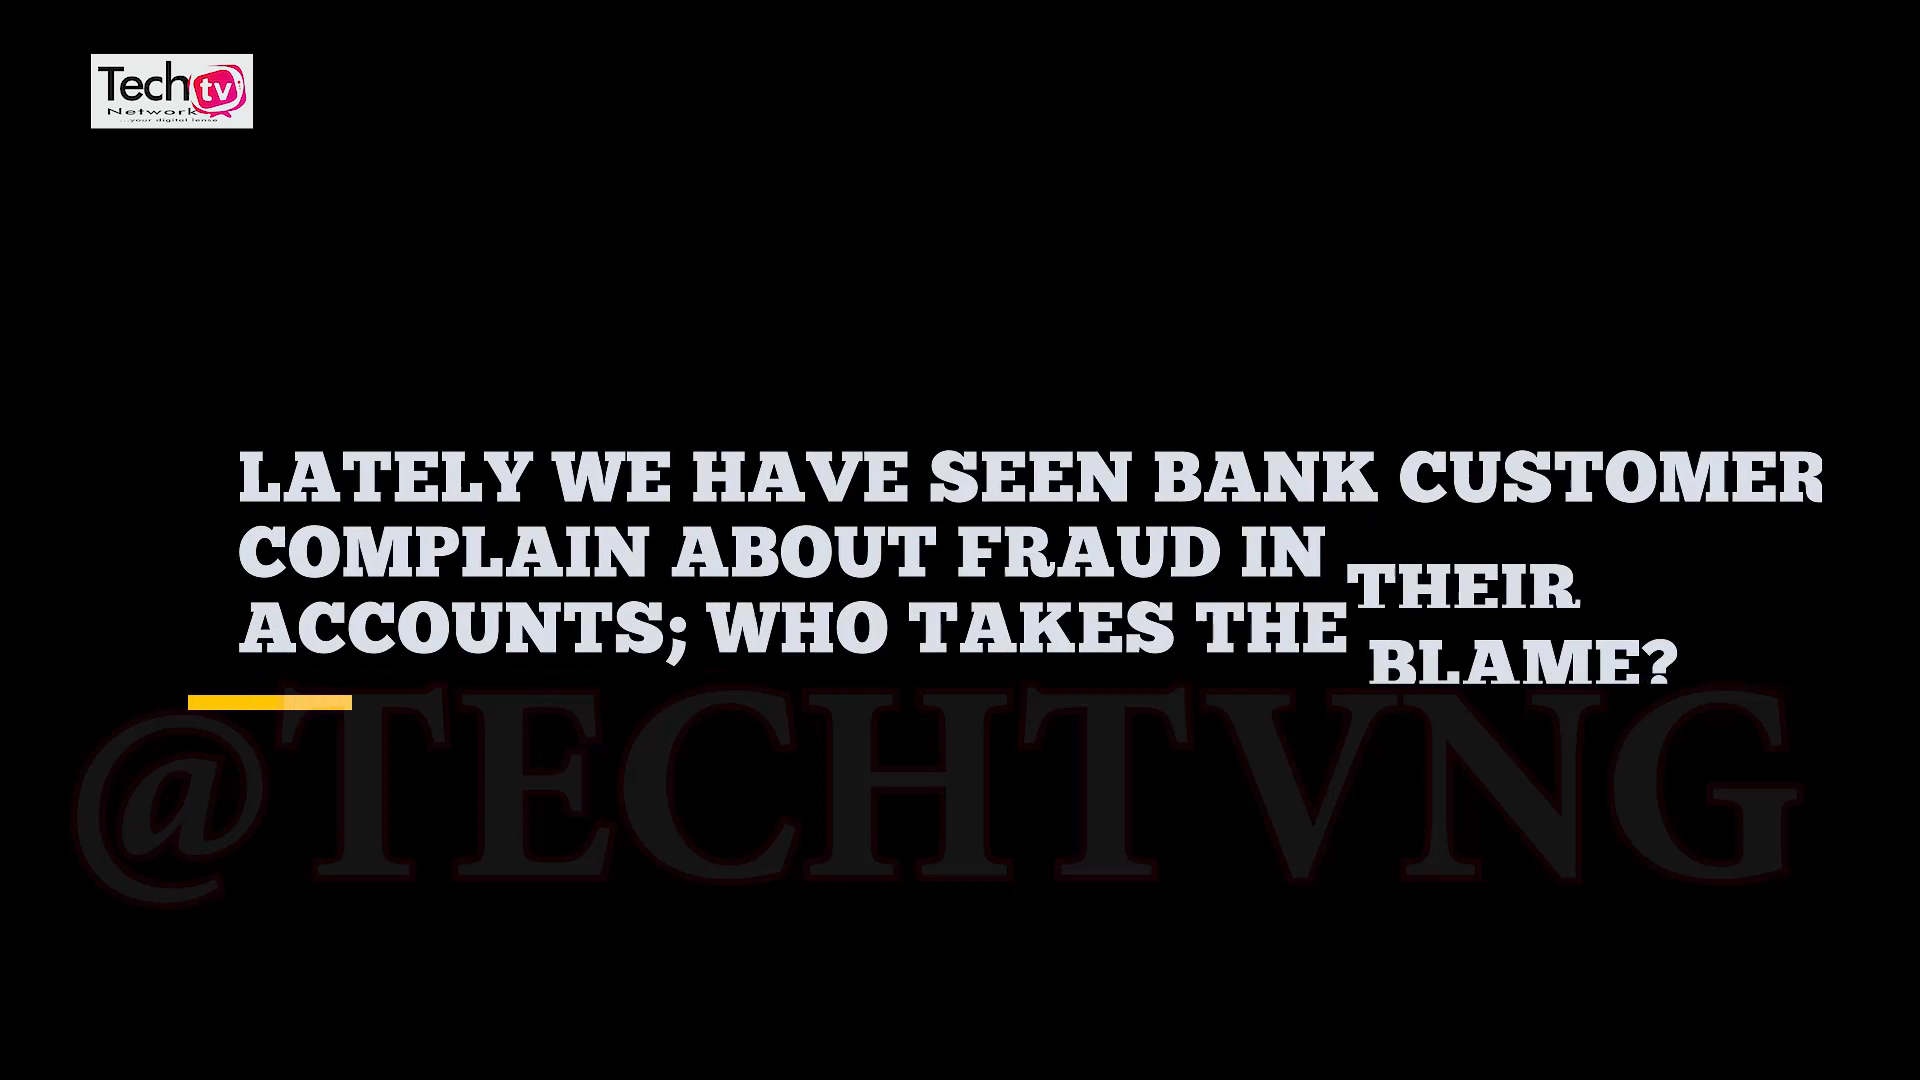 Tech tv
Network
...your digital lense
LATELY WE HAVE SEEN BANK CUSTOMER
COMPLAIN ABOUT FRAUD IN THEIR
ACCOUNTS; WHO TAKES THE BLAME?
@TECHTVNG